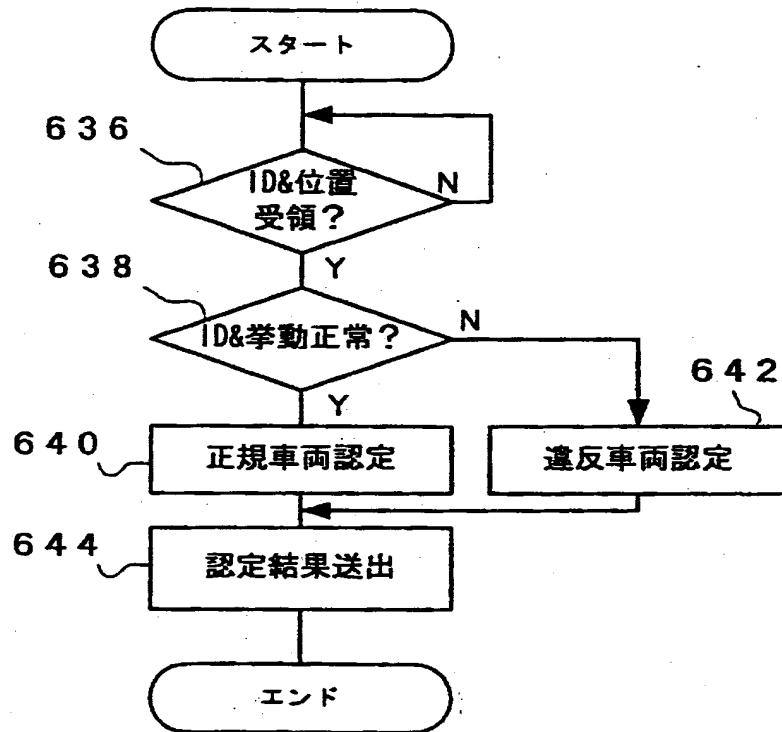 スタート
636
ID&位置
受領?
N
Y
638
ID&挙動正常?
N
Y
642
640
正規車両認定
違反車両認定
644
認定結果送出
エンド